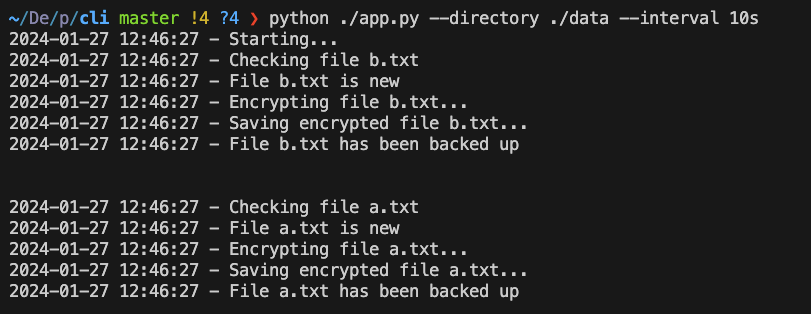 ~/De/p/cli master !4 ?4 ❯ python ./app.py --directory ./data --interval 10s
2024-01-27 12:46:27 - Starting...
2024-01-27 12:46:27 - Checking file b.txt
2024-01-27 12:46:27 - File b.txt is new
2024-01-27 12:46:27 - Encrypting file b.txt...
2024-01-27 12:46:27 - Saving encrypted file b.txt...
2024-01-27 12:46:27 - File b.txt has been backed up
2024-01-27 12:46:27 - Checking file a.txt
2024-01-27 12:46:27 - File a.txt is new
2024-01-27 12:46:27 - Encrypting file a.txt...
2024-01-27 12:46:27 - Saving encrypted file a.txt...
2024-01-27 12:46:27 - File a.txt has been backed up